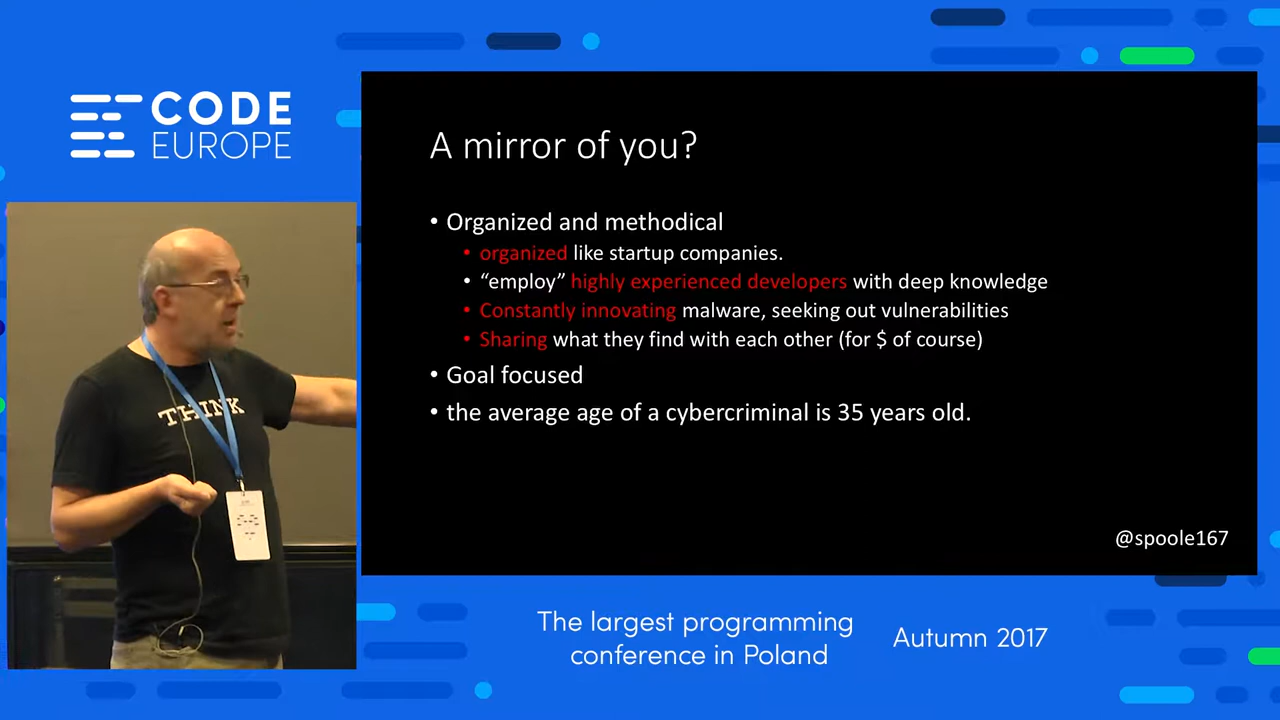 CODE
EUROPE
A mirror of you?
• Organized and methodical
• organized like startup companies.
• “employ” highly experienced developers with deep knowledge
• Constantly innovating malware, seeking out vulnerabilities
• Sharing what they find with each other (for $ of course)
• Goal focused
• the average age of a cybercriminal is 35 years old.
@spoole167
THINK
The largest programming
conference in Poland
Autumn 2017